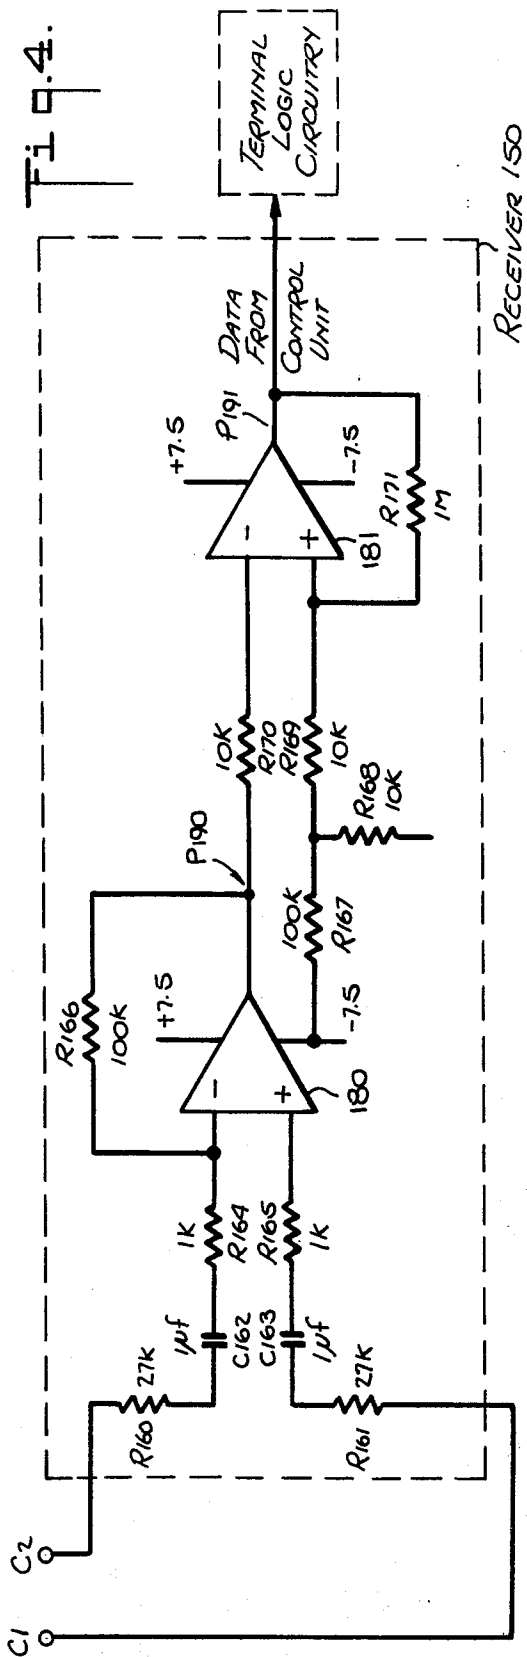 Fig.4.
TERMINAL
LOGIC
CIRCUITRY
RECEIVER 150
DATA
FROM
CONTROL
UNIT
P191
+7.5
-7.5
-
+
181
R171
1M
10K
R170
R169
10K
R168
10K
P190
100K
R167
R166
100K
+7.5
-7.5
-
+
180
1K
R164
R165
1K
1µf
C162
C163
1µf
27K
R160
27K
R161
C2
C1